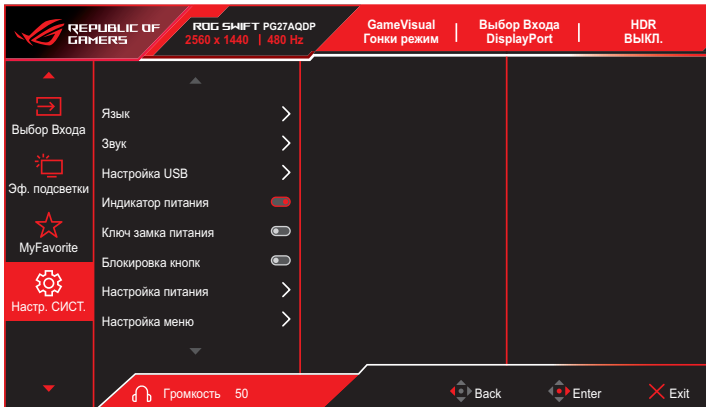 REPUBLIC OF
GAMERS
ROG SWIFT PG27AQDP
2560 x 1440 | 480 Hz
GameVisual
Гонки режим
Выбор Входа
DisplayPort
HDR
ВЫКЛ.
Выбор Входа
Эф. подсветки
MyFavorite
Настр. СИСТ.
Язык
Звук
Настройка USB
Индикатор питания
Ключ замка питания
Блокировка кнопк
Настройка питания
Настройка меню
Громкость 50
Back
Enter
Exit